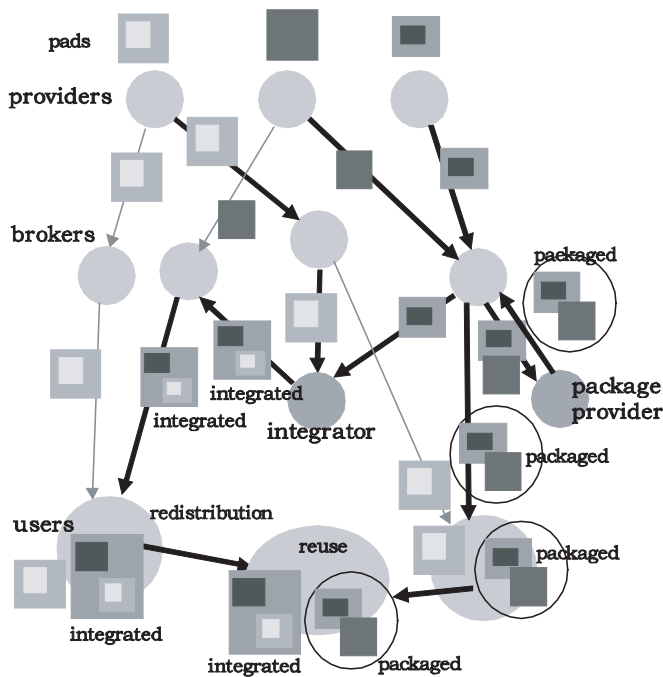 pads
providers
brokers
packaged
integrated
integrated
integrator
package
provider
packaged
redistribution
users
reuse
packaged
integrated
integrated
packaged